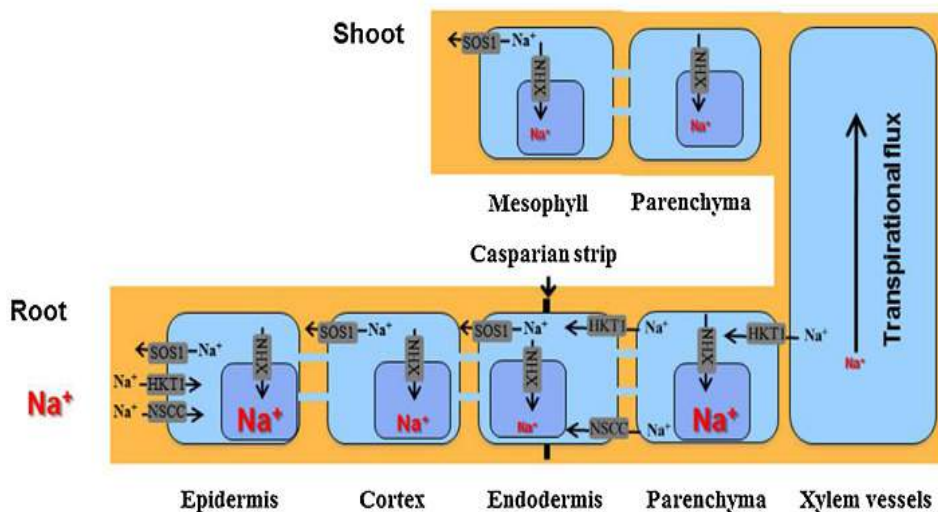 Shoot
SOS1 Na⁺
NHX NHX
Na⁺ Na⁺
Mesophyll Parenchyma
Transpirational flux
Casparian strip
Root
SOS1 Na⁺ SOS1 Na⁺ SOS1 Na⁺ HKT1 Na⁺ HKT1 Na⁺
NHX NHX NHX NHX
Na⁺ HKT1
Na⁺ Na⁺ NSCC Na⁺ Na⁺ Na⁺ NSCC Na⁺ Na⁺ Na⁺
Epidermis Cortex Endodermis Parenchyma Xylem vessels